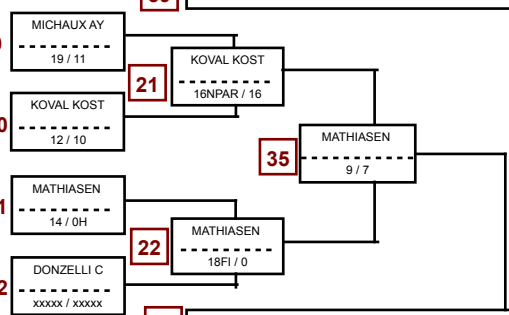 MICHAUX AY
19 / 11
KOVAL KOST
12 / 10
21
KOVAL KOST
16NPAR / 16
MATHIASEN
14 / 0H
DONZELLI C
xxxxx / xxxxx
22
MATHIASEN
18FI / 0
35
MATHIASEN
9 / 7